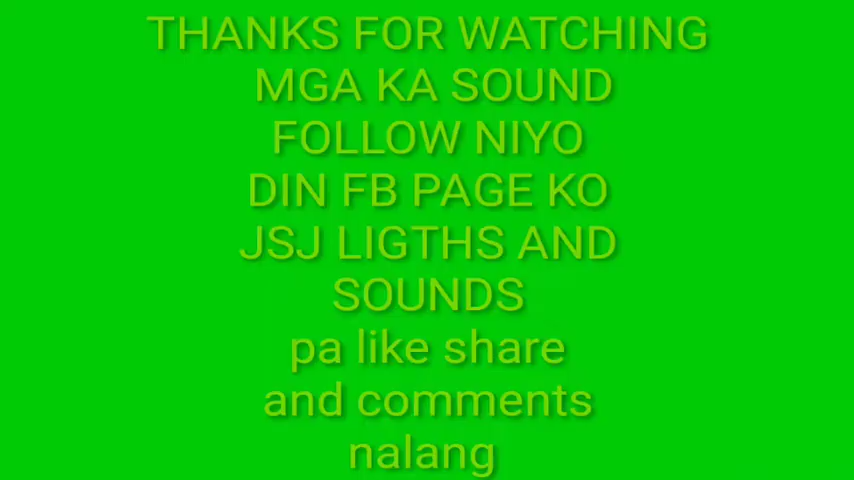 THANKS FOR WATCHING
MGA KA SOUND
FOLLOW NIYO
DIN FB PAGE KO
JSJ LIGTHS AND
SOUNDS
pa like share
and comments
nalang